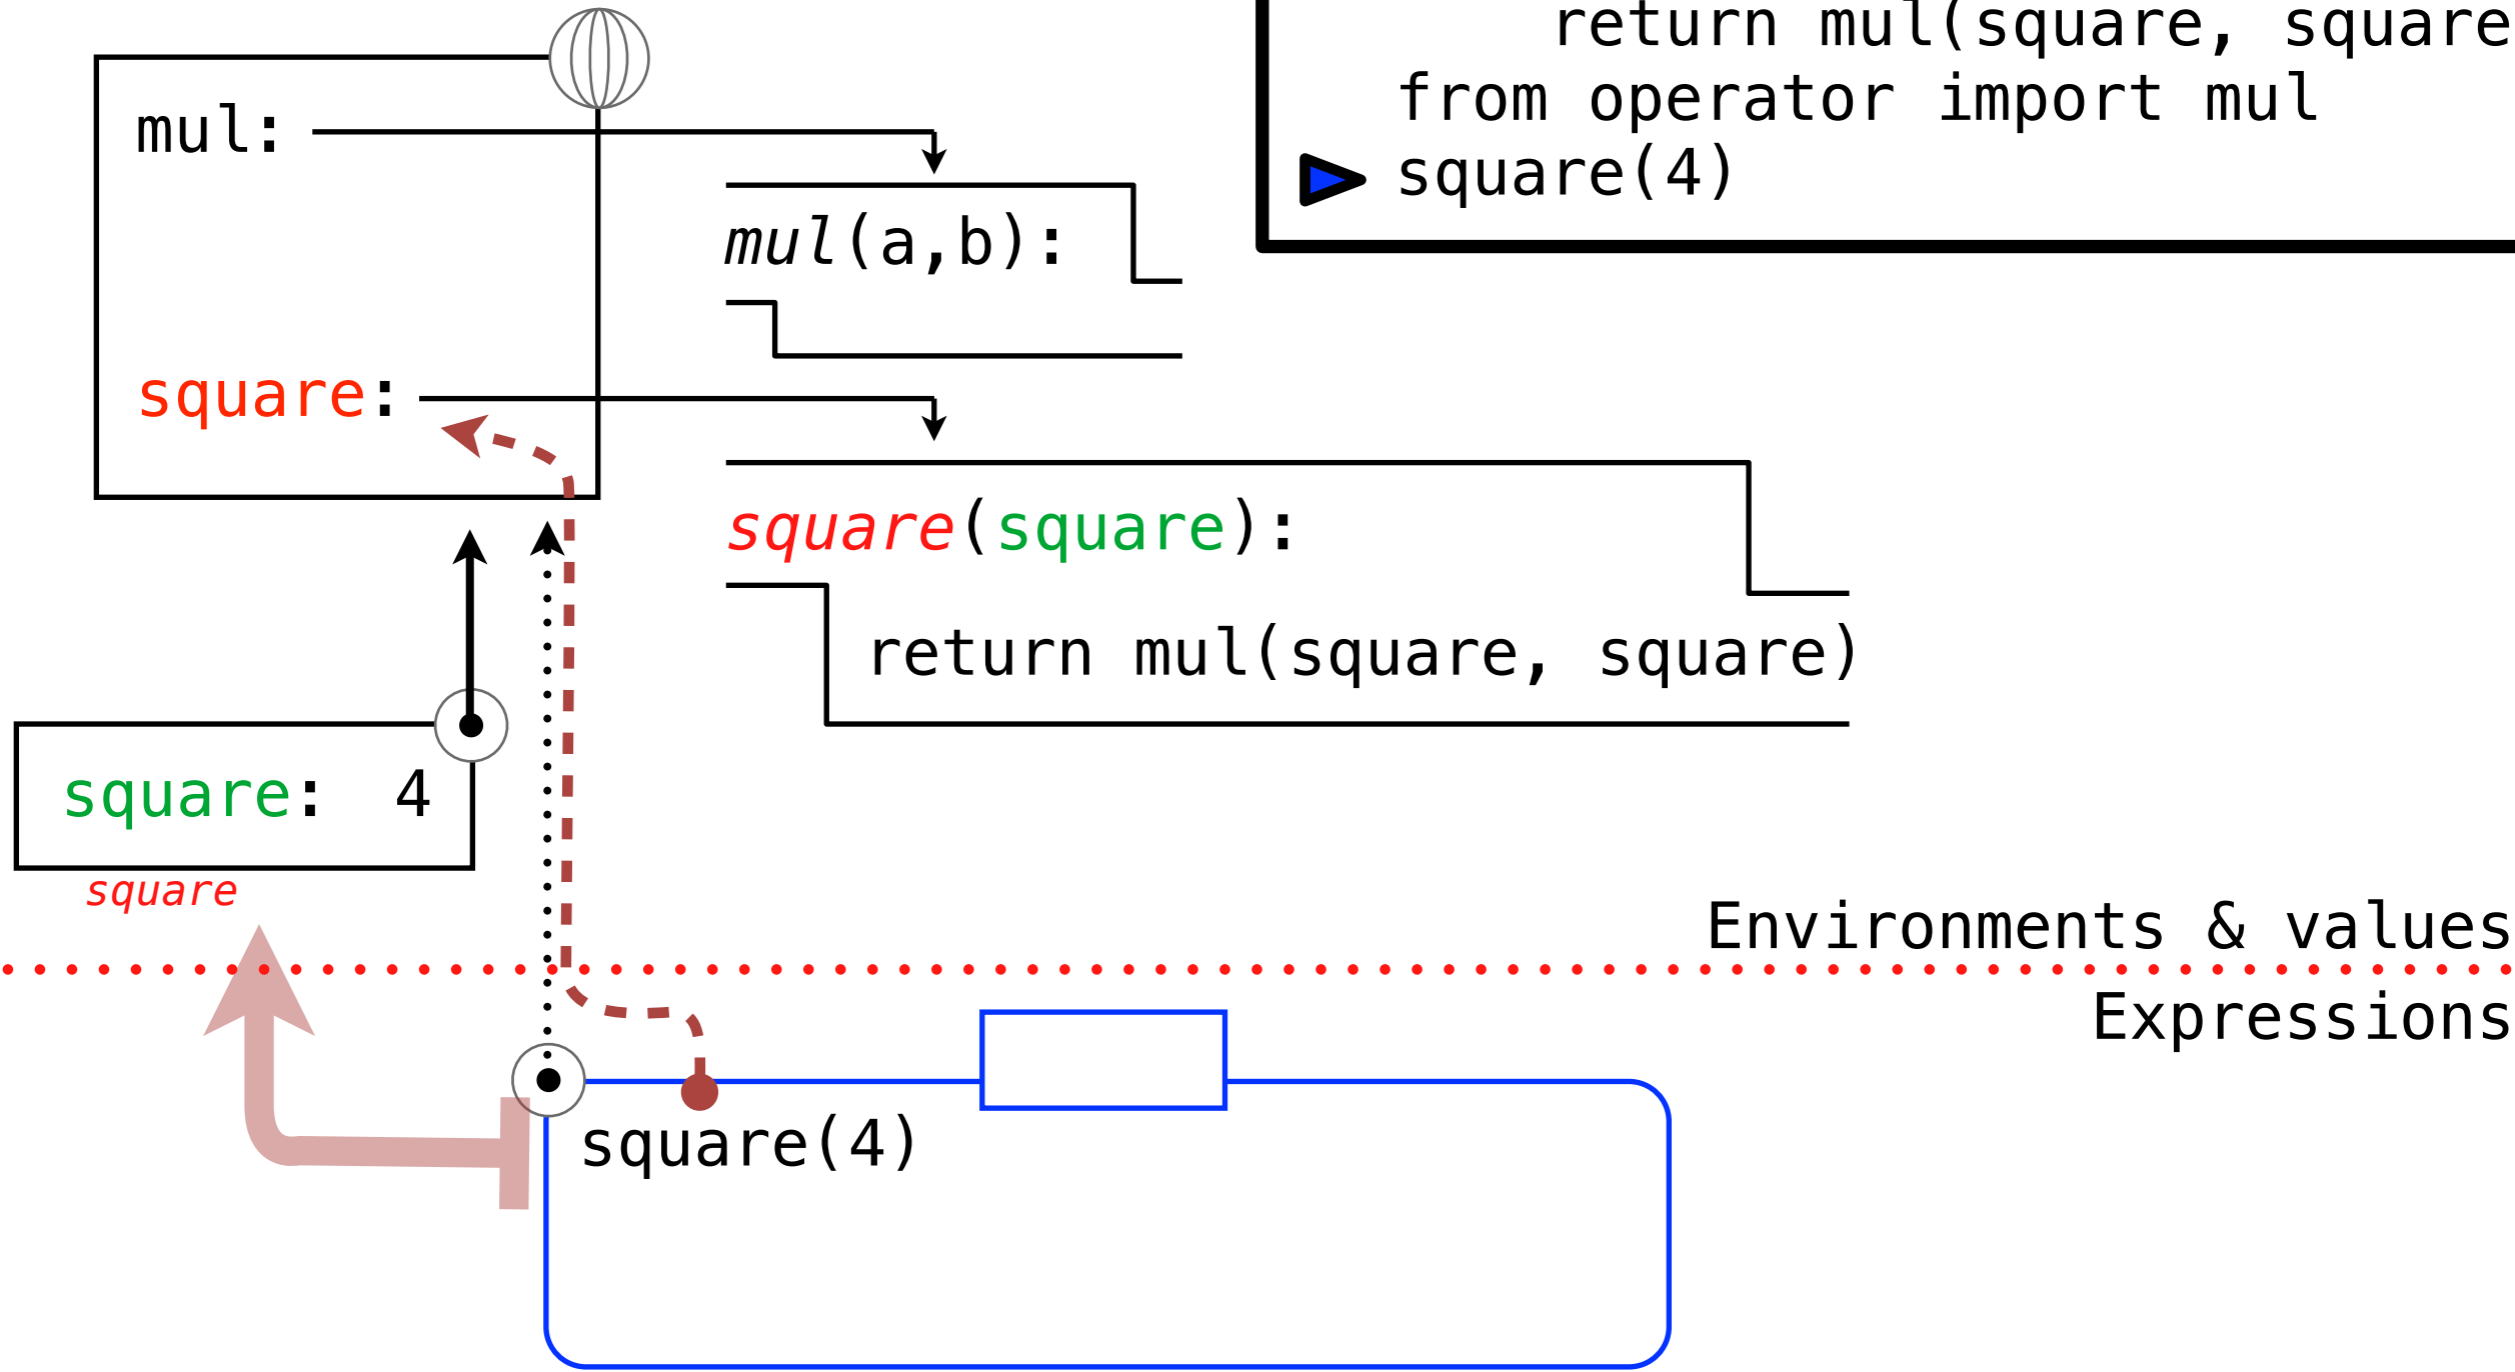 return mul(square, square
from operator import mul
square(4)
mul:
mul(a,b):
square:
square(square):
return mul(square, square)
square: 4
square
Environments & values
Expressions
square(4)